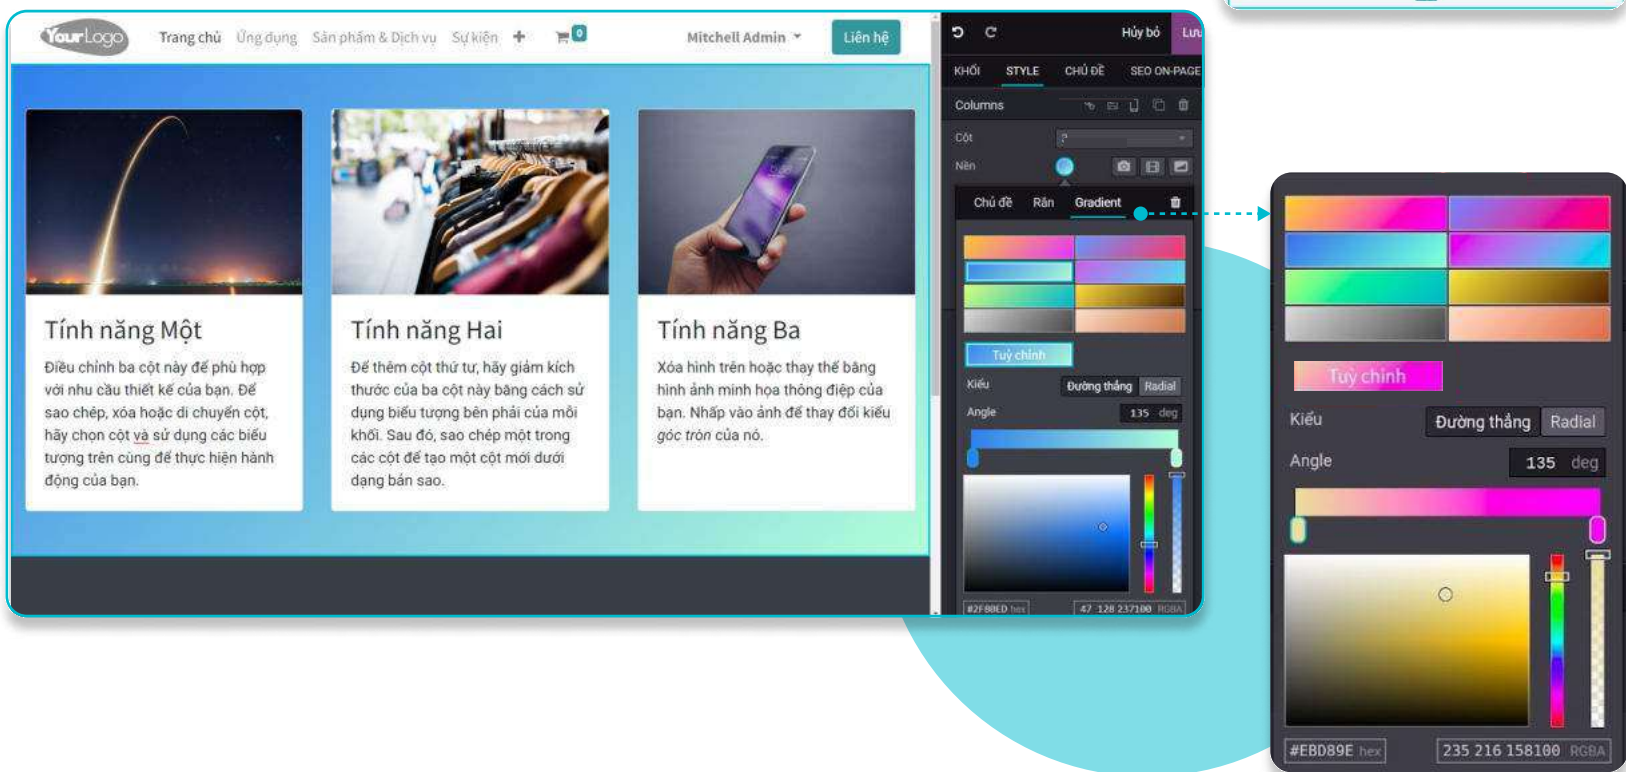 YourLogo
Trang chủ Ứng dụng Sản phẩm & Dịch vụ Sự kiện + 0 Mitchell Admin Liên hệ
Tính năng Một
Điều chỉnh ba cột này để phù hợp
với nhu cầu thiết kế của bạn. Để
sao chép, xóa hoặc di chuyển cột,
hãy chọn cột và sử dụng các biểu
tượng trên cùng để thực hiện hành
động của bạn.
Tính năng Hai
Để thêm cột thứ tư, hãy giảm kích
thước của ba cột này bằng cách sử
dụng biểu tượng bên phải của mỗi
khối. Sau đó, sao chép một trong
các cột để tạo một cột mới dưới
dạng bản sao.
Tính năng Ba
Xóa hình trên hoặc thay thế bằng
hình ảnh minh họa thông điệp của
bạn. Nhấp vào ảnh để thay đổi kiểu
góc tròn của nó.
Hủy bỏ Lưu
KHỐI STYLE CHỦ ĐỀ SEO ON-PAGE
Columns
Cột
Nền
Chủ đề Rắn Gradient
Tuỳ chỉnh
Kiểu Đường thẳng Radial
Angle 135 deg
#2F80ED hex 47 128 237100 RGBA
Tuỳ chỉnh
Kiểu Đường thẳng Radial
Angle 135 deg
#EBD89E hex 235 216 158100 RGBA